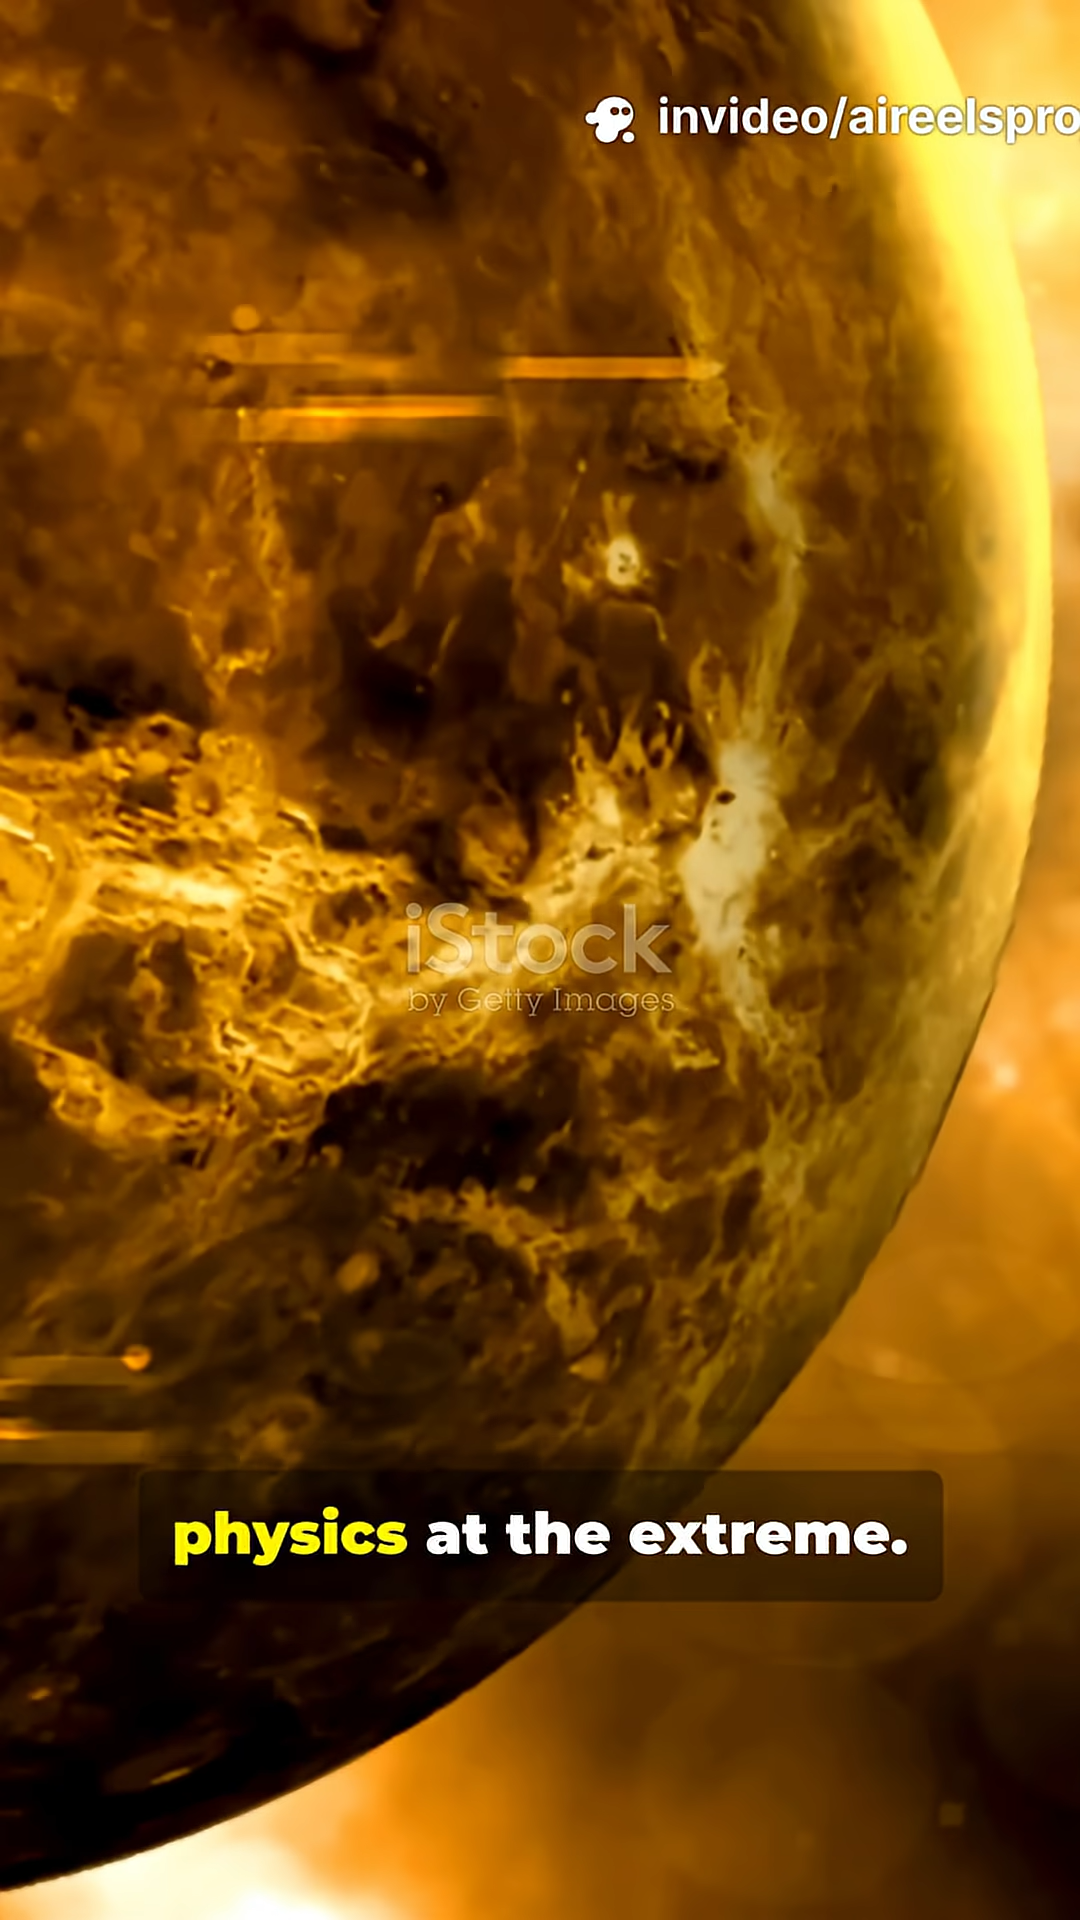 invideo/aireelspro
iStock
by Getty Images
physics at the extreme.